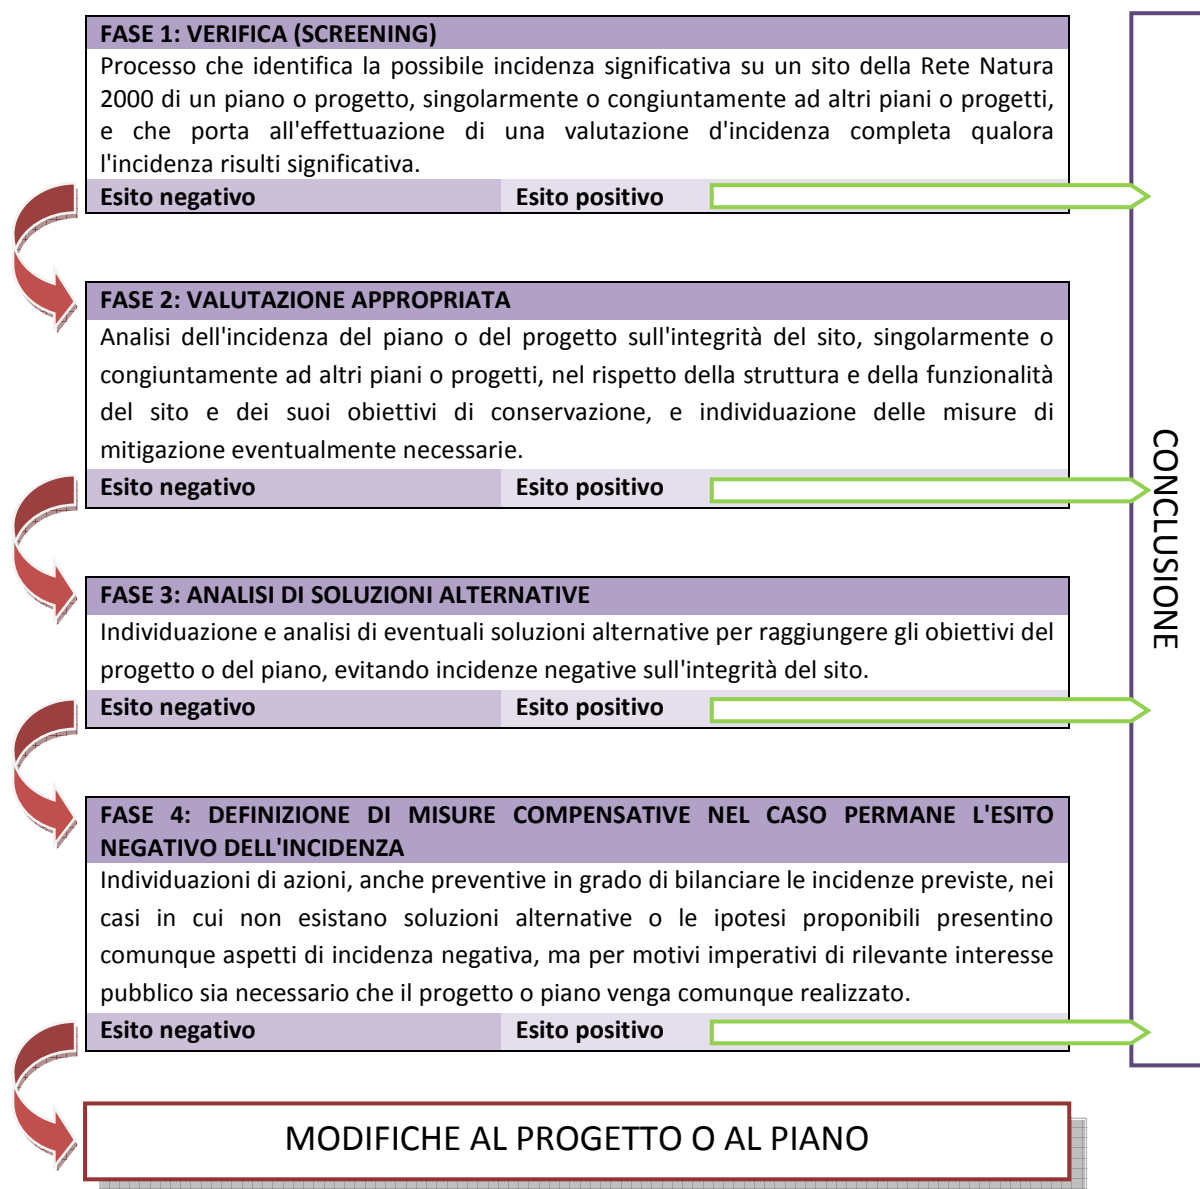 FASE 1: VERIFICA (SCREENING)
Processo che identifica la possibile incidenza significativa su un sito della Rete Natura
2000 di un piano o progetto, singolarmente o congiuntamente ad altri piani o progetti,
e che porta all'effettuazione di una valutazione d'incidenza completa qualora
l'incidenza risulti significativa.
Esito negativo Esito positivo
FASE 2: VALUTAZIONE APPROPRIATA
Analisi dell'incidenza del piano o del progetto sull'integrità del sito, singolarmente o
congiuntamente ad altri piani o progetti, nel rispetto della struttura e della funzionalità
del sito e dei suoi obiettivi di conservazione, e individuazione delle misure di
mitigazione eventualmente necessarie.
Esito negativo Esito positivo
FASE 3: ANALISI DI SOLUZIONI ALTERNATIVE
Individuazione e analisi di eventuali soluzioni alternative per raggiungere gli obiettivi del
progetto o del piano, evitando incidenze negative sull'integrità del sito.
Esito negativo Esito positivo
FASE 4: DEFINIZIONE DI MISURE COMPENSATIVE NEL CASO PERMANE L'ESITO
NEGATIVO DELL'INCIDENZA
Individuazioni di azioni, anche preventive in grado di bilanciare le incidenze previste, nei
casi in cui non esistano soluzioni alternative o le ipotesi proponibili presentino
comunque aspetti di incidenza negativa, ma per motivi imperativi di rilevante interesse
pubblico sia necessario che il progetto o piano venga comunque realizzato.
Esito negativo Esito positivo
MODIFICHE AL PROGETTO O AL PIANO
CONCLUSIONE